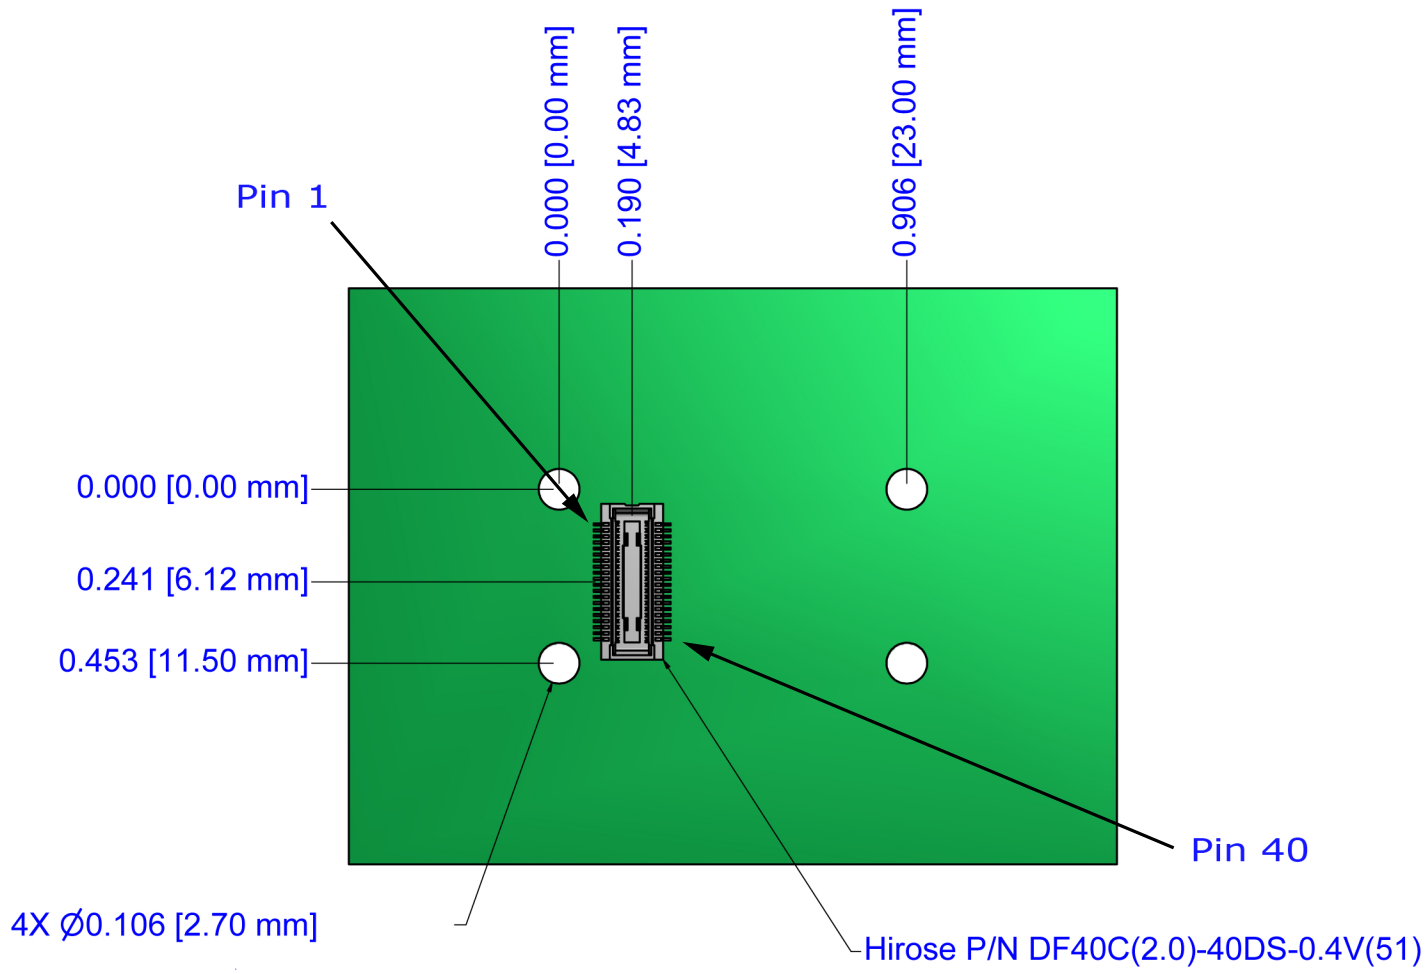 0.000 [0.00 mm]
0.190 [4.83 mm]
0.906 [23.00 mm]
Pin 1
0.000 [0.00 mm]
0.241 [6.12 mm]
0.453 [11.50 mm]
Pin 40
4X Ø0.106 [2.70 mm]
Hirose P/N DF40C(2.0)-40DS-0.4V(51)